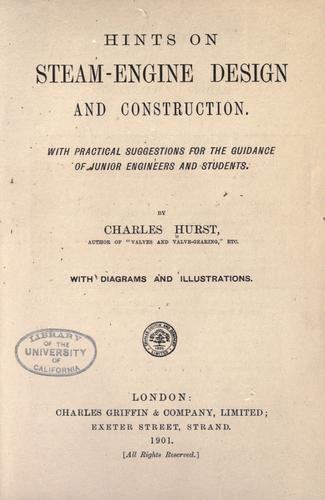 HINTS ON
STEAM-ENGINE DESIGN
AND CONSTRUCTION.
WITH PRACTICAL SUGGESTIONS FOR THE GUIDANCE
OF JUNIOR ENGINEERS AND STUDENTS.
BY
CHARLES HURST,
AUTHOR OF "VALVES AND VALVE-GEARING," ETC.
WITH DIAGRAMS AND ILLUSTRATIONS.
LIBRARY
OF THE
UNIVERSITY
OF
CALIFORNIA
LONDON:
CHARLES GRIFFIN & COMPANY, LIMITED;
EXETER STREET, STRAND.
1901.
[All Rights Reserved.]